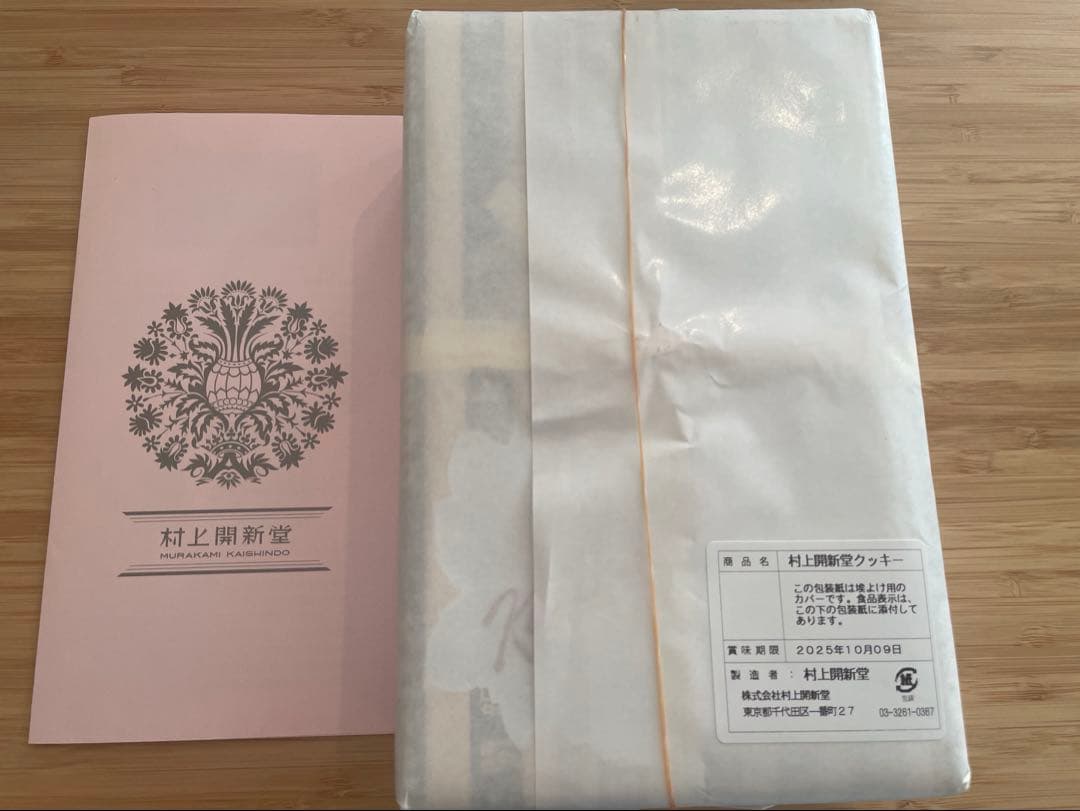 村上開新堂
MURAKAMI KAISHINDO
商品名 村上開新堂クッキー
この包装紙は埃よけ用の
カバーです。食品表示は、
この下の包装紙に添付して
あります。
賞味期限 2025年10月09日
製造者： 村上開新堂
株式会社村上開新堂
東京都千代田区一番町27 03-3261-0367
紙
包装